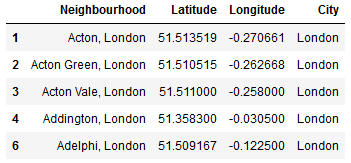 Neighbourhood Latitude Longitude City
1 Acton, London 51.513519 -0.270661 London
2 Acton Green, London 51.510515 -0.262668 London
3 Acton Vale, London 51.511000 -0.258000 London
4 Addington, London 51.358300 -0.030500 London
6 Adelphi, London 51.509167 -0.122500 London